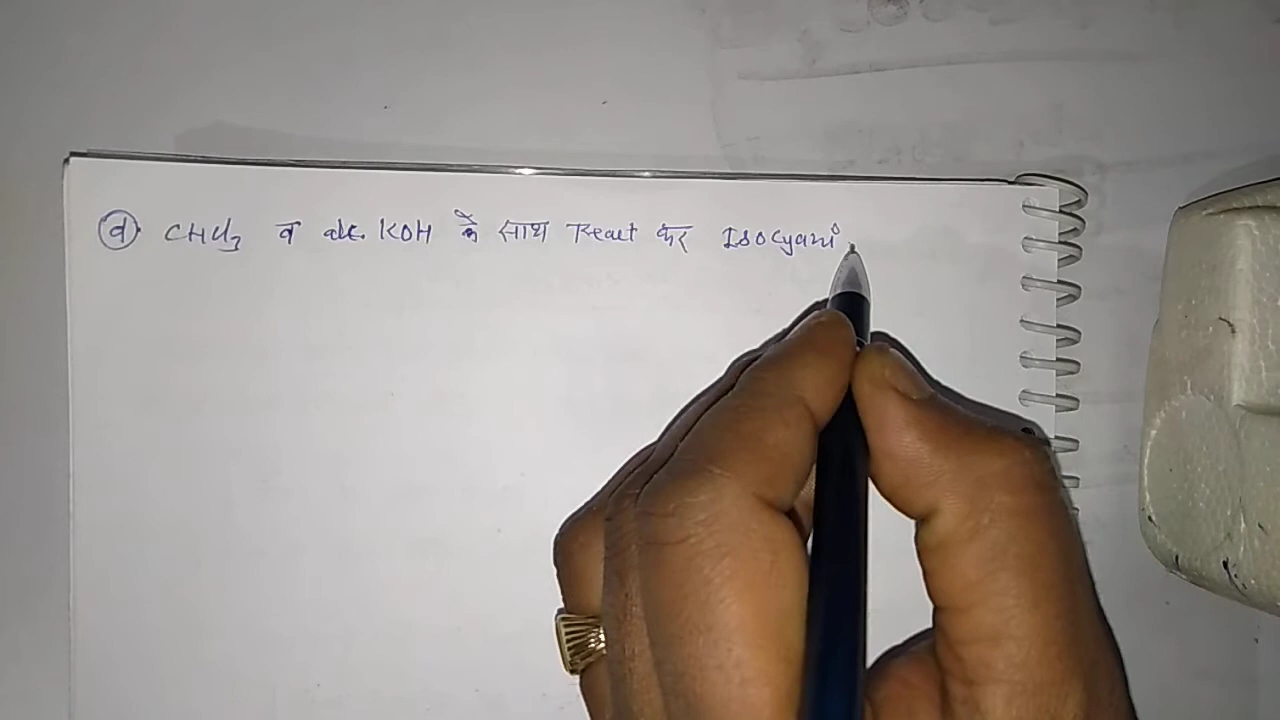 (d) CHCl3 व alc. KOH के साथ React कर Isocyani